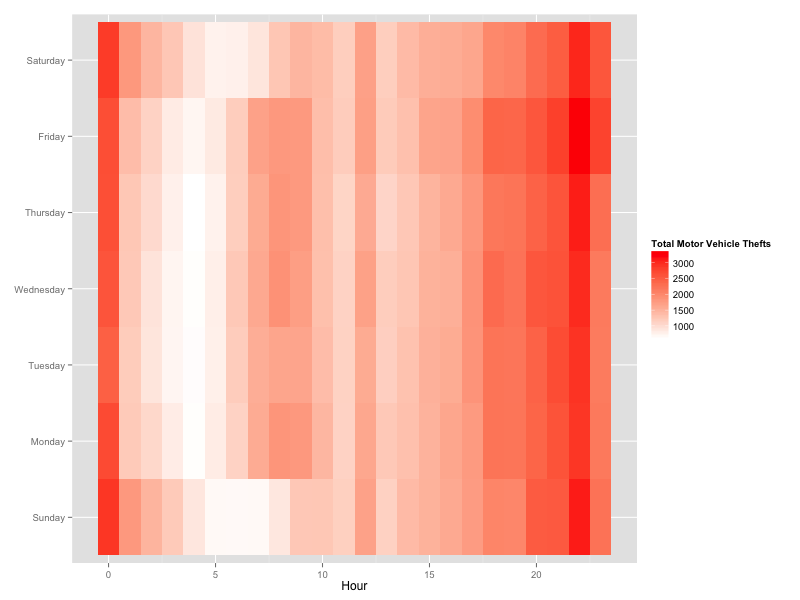 Saturday
Friday
Thursday
Wednesday
Tuesday
Monday
Sunday
0 5 10 15 20
Hour
Total Motor Vehicle Thefts
3000
2500
2000
1500
1000